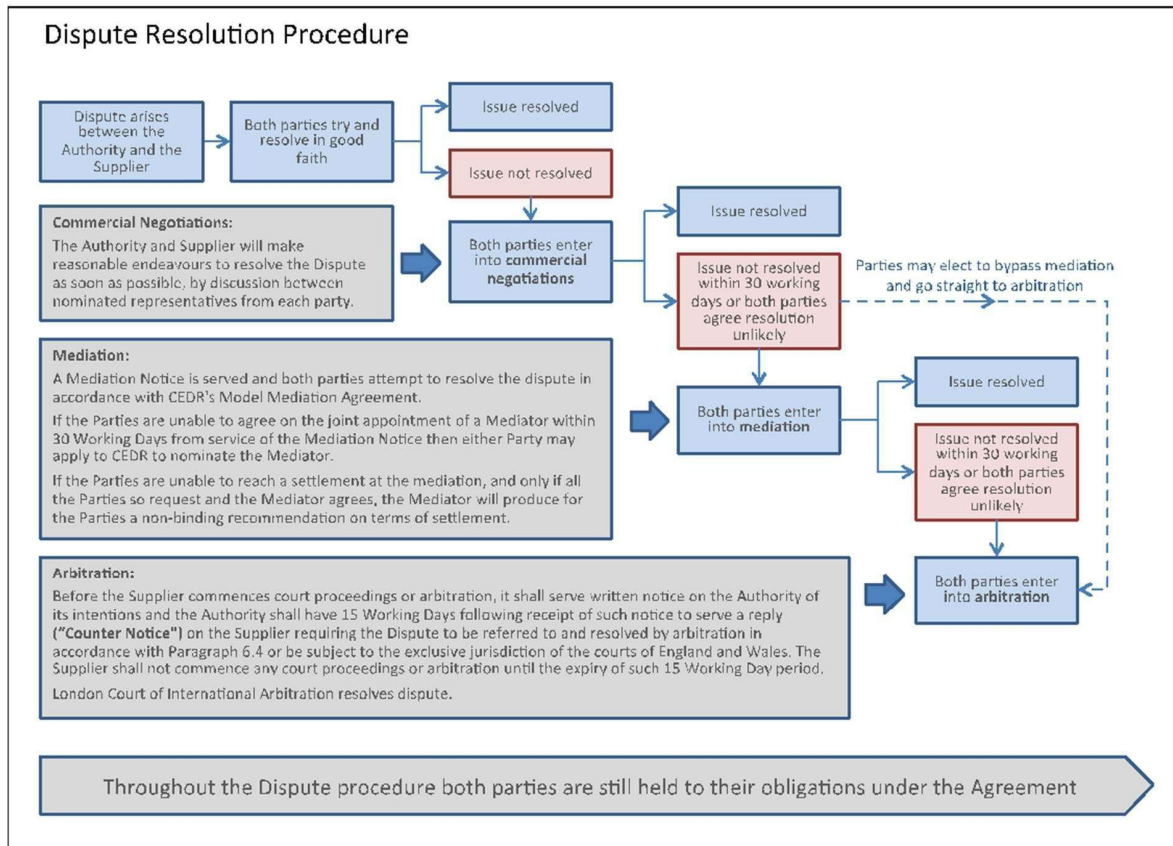 Dispute Resolution Procedure
Dispute arises
between the
Authority and the
Supplier
Both parties try and
resolve in good
faith
Issue resolved
Issue not resolved
Commercial Negotiations:
The Authority and Supplier will make
reasonable endeavours to resolve the Dispute
as soon as possible, by discussion between
nominated representatives from each party.
Both parties enter
into commercial
negotiations
Issue resolved
Issue not resolved
within 30 working
days or both parties
agree resolution
unlikely
Parties may elect to bypass mediation
and go straight to arbitration
Mediation:
A Mediation Notice is served and both parties attempt to resolve the dispute in
accordance with CEDR's Model Mediation Agreement.
If the Parties are unable to agree on the joint appointment of a Mediator within
30 Working Days from service of the Mediation Notice then either Party may
apply to CEDR to nominate the Mediator.
If the Parties are unable to reach a settlement at the mediation, and only if all
the Parties so request and the Mediator agrees, the Mediator will produce for
the Parties a non-binding recommendation on terms of settlement.
Both parties enter
into mediation
Issue resolved
Issue not resolved
within 30 working
days or both parties
agree resolution
unlikely
Arbitration:
Before the Supplier commences court proceedings or arbitration, it shall serve written notice on the Authority of
its intentions and the Authority shall have 15 Working Days following receipt of such notice to serve a reply
("Counter Notice") on the Supplier requiring the Dispute to be referred to and resolved by arbitration in
accordance with Paragraph 6.4 or be subject to the exclusive jurisdiction of the courts of England and Wales. The
Supplier shall not commence any court proceedings or arbitration until the expiry of such 15 Working Day period.
London Court of International Arbitration resolves dispute.
Both parties enter
into arbitration
Throughout the Dispute procedure both parties are still held to their obligations under the Agreement